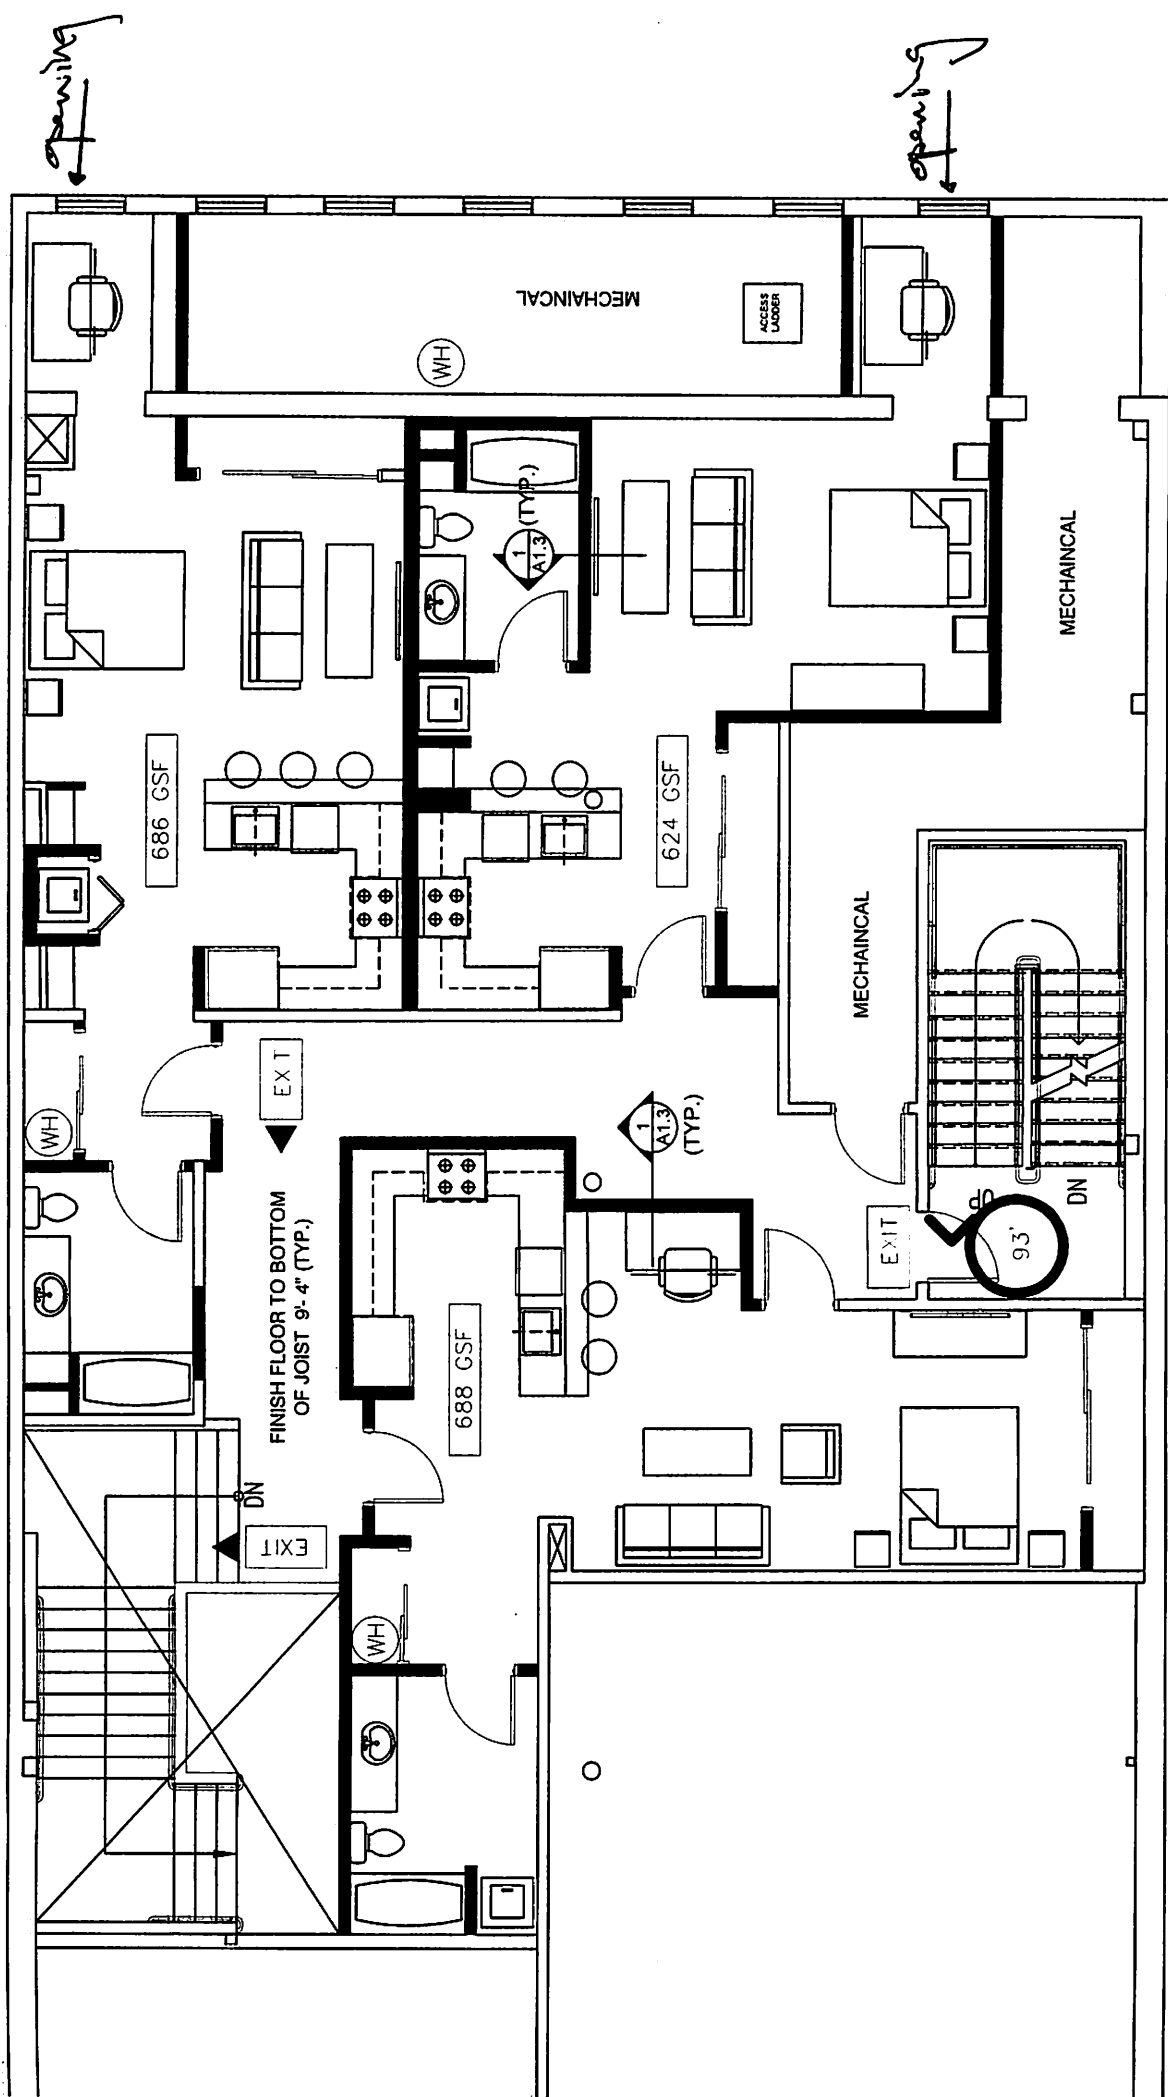 opening
opening
MECHAINCAL
ACCESS
LADDER
WH
(TYP.)
1
A1.3
MECHAINCAL
686 GSF
624 GSF
MECHAINCAL
EXIT
WH
1
A1.3
(TYP.)
UP
DN
EXIT
93'
FINISH FLOOR TO BOTTOM
OF JOIST 9'- 4" (TYP.)
688 GSF
DN
EXIT
WH